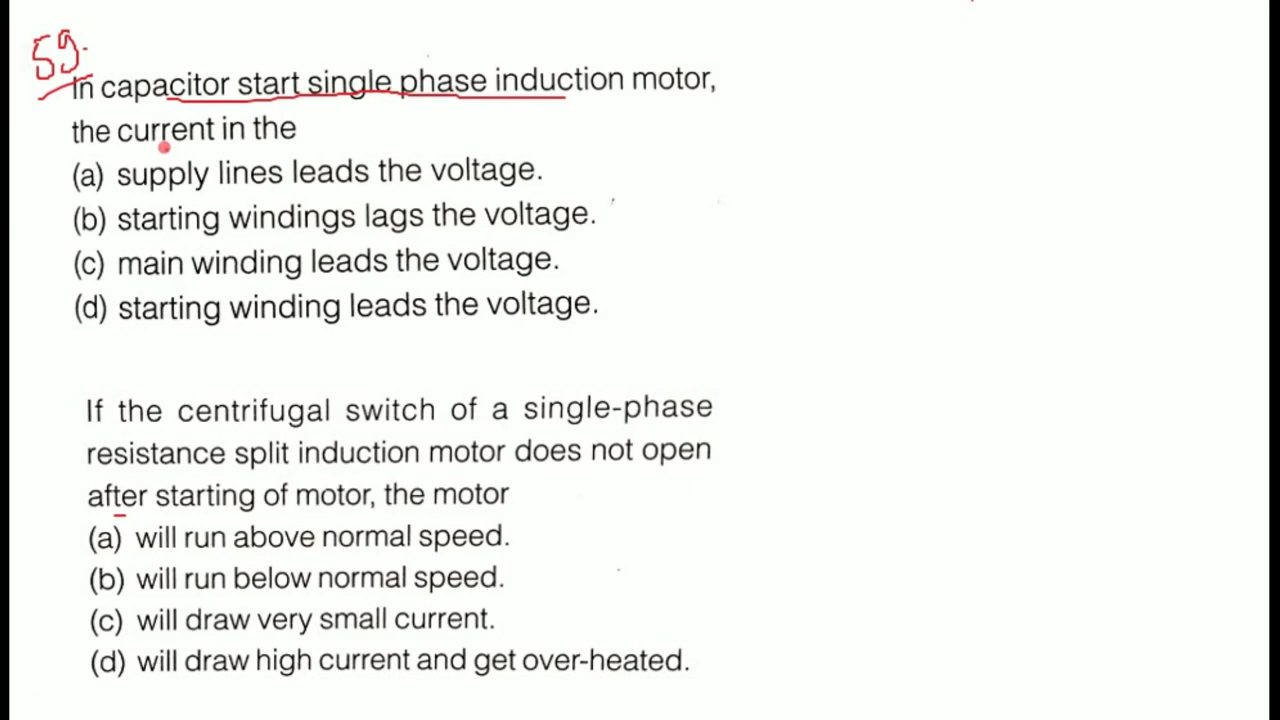 59.
In capacitor start single phase induction motor,
the current in the
(a) supply lines leads the voltage.
(b) starting windings lags the voltage.
(c) main winding leads the voltage.
(d) starting winding leads the voltage.
If the centrifugal switch of a single-phase
resistance split induction motor does not open
after starting of motor, the motor
(a) will run above normal speed.
(b) will run below normal speed.
(c) will draw very small current.
(d) will draw high current and get over-heated.